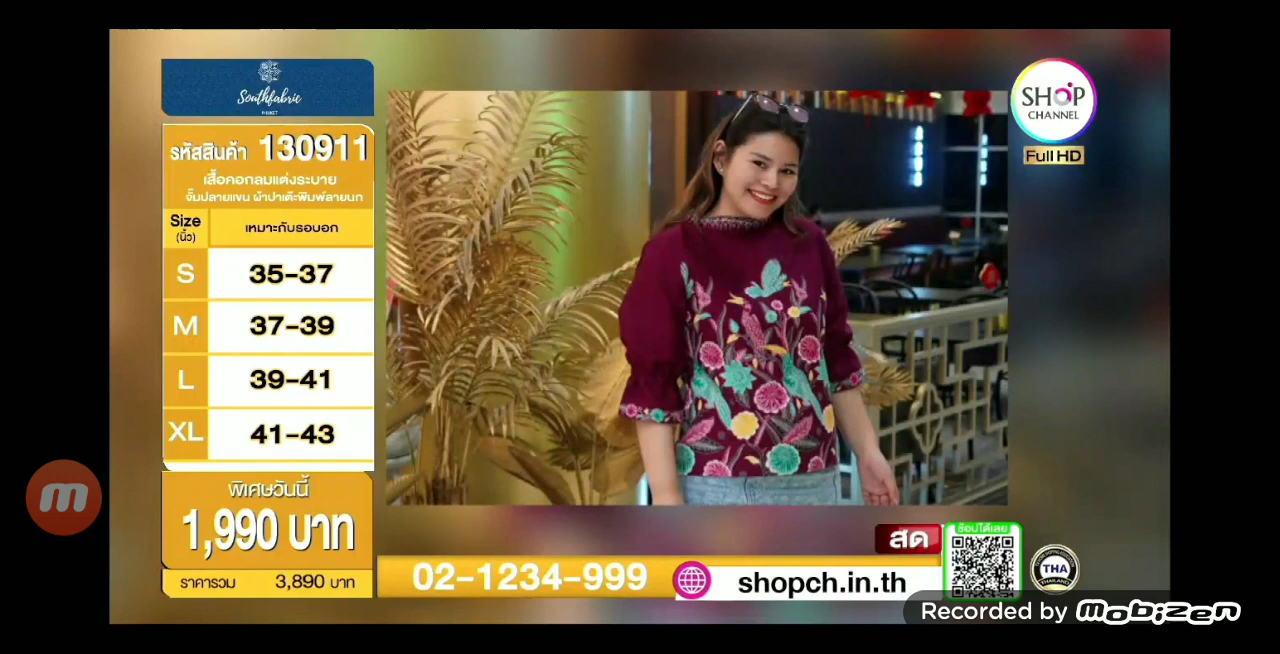 Southfabric
PHUKET
รหัสสินค้า 130911
เสื้อคอกลมแต่งระบาย
จั๊มปลายแขน ผ้าปาเต๊ะพิมพ์ลายนก
Size
(นิ้ว)
เหมาะกับรอบอก
S 35-37
M 37-39
L 39-41
XL 41-43
พิเศษวันนี้
1,990 บาท
ราคารวม 3,890 บาท
SHOP
CHANNEL
Full HD
สด
ช้อปได้เลย
02-1234-999
shopch.in.th
THA
THAILAND
Recorded by mobizen